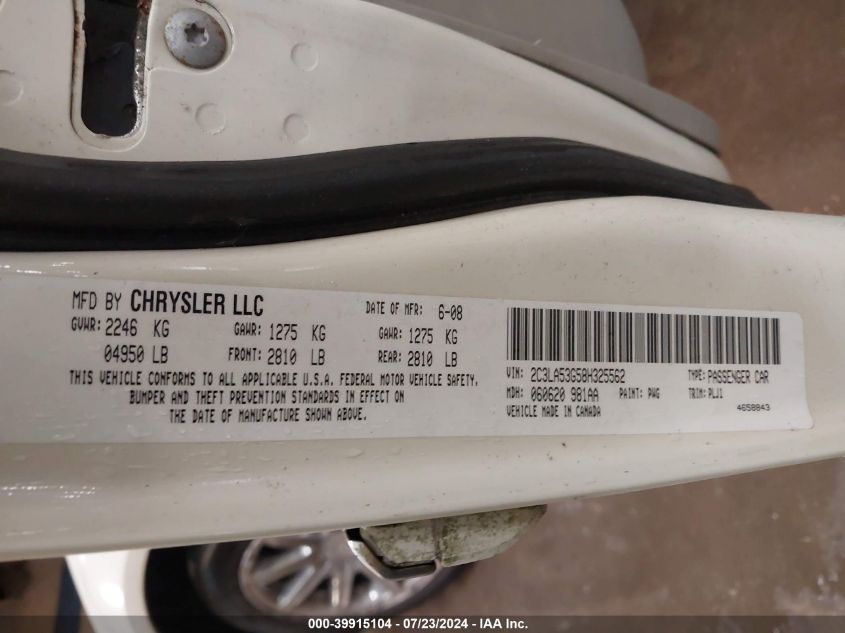 MFD BY CHRYSLER LLC DATE OF MFR: 6-08
GVWR: 2246 KG GAWR: 1275 KG GAWR: 1275 KG
04950 LB FRONT: 2810 LB REAR: 2810 LB
THIS VEHICLE CONFORMS TO ALL APPLICABLE U.S.A. FEDERAL MOTOR VEHICLE SAFETY,
BUMPER AND THEFT PREVENTION STANDARDS IN EFFECT ON
THE DATE OF MANUFACTURE SHOWN ABOVE.
VIN: 2C3LA53G58H325562 TYPE: PASSENGER CAR
MDH: 060620 981AA PAINT: PWG TRIM: PLJ1
VEHICLE MADE IN CANADA 4658843
000-39915104 - 07/23/2024 - IAA Inc.